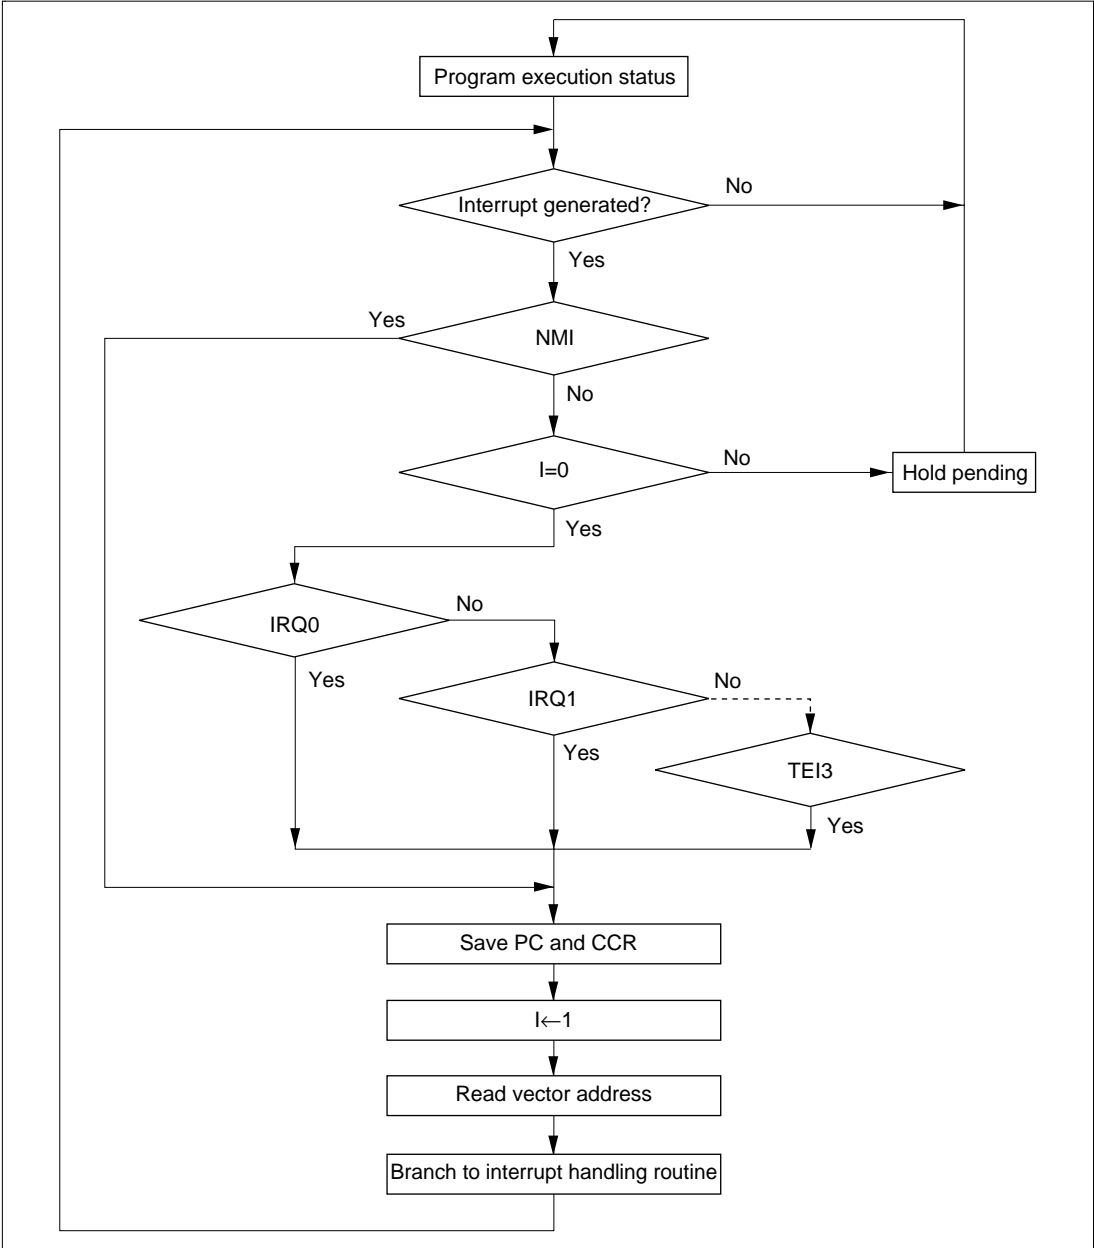 Program execution status
Interrupt generated?
No
Yes
Yes
NMI
No
I=0
No
Hold pending
Yes
IRQ0
No
Yes
IRQ1
No
Yes
TEI3
Yes
Save PC and CCR
I←1
Read vector address
Branch to interrupt handling routine